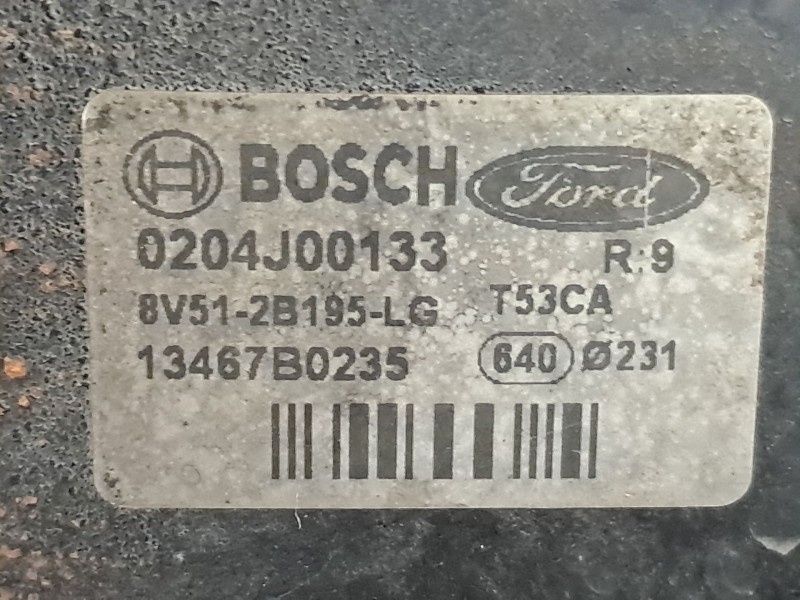 BOSCH Ford
0204J00133 R:9
8V51-2B195-LG T53CA
13467B0235 640 Ø231